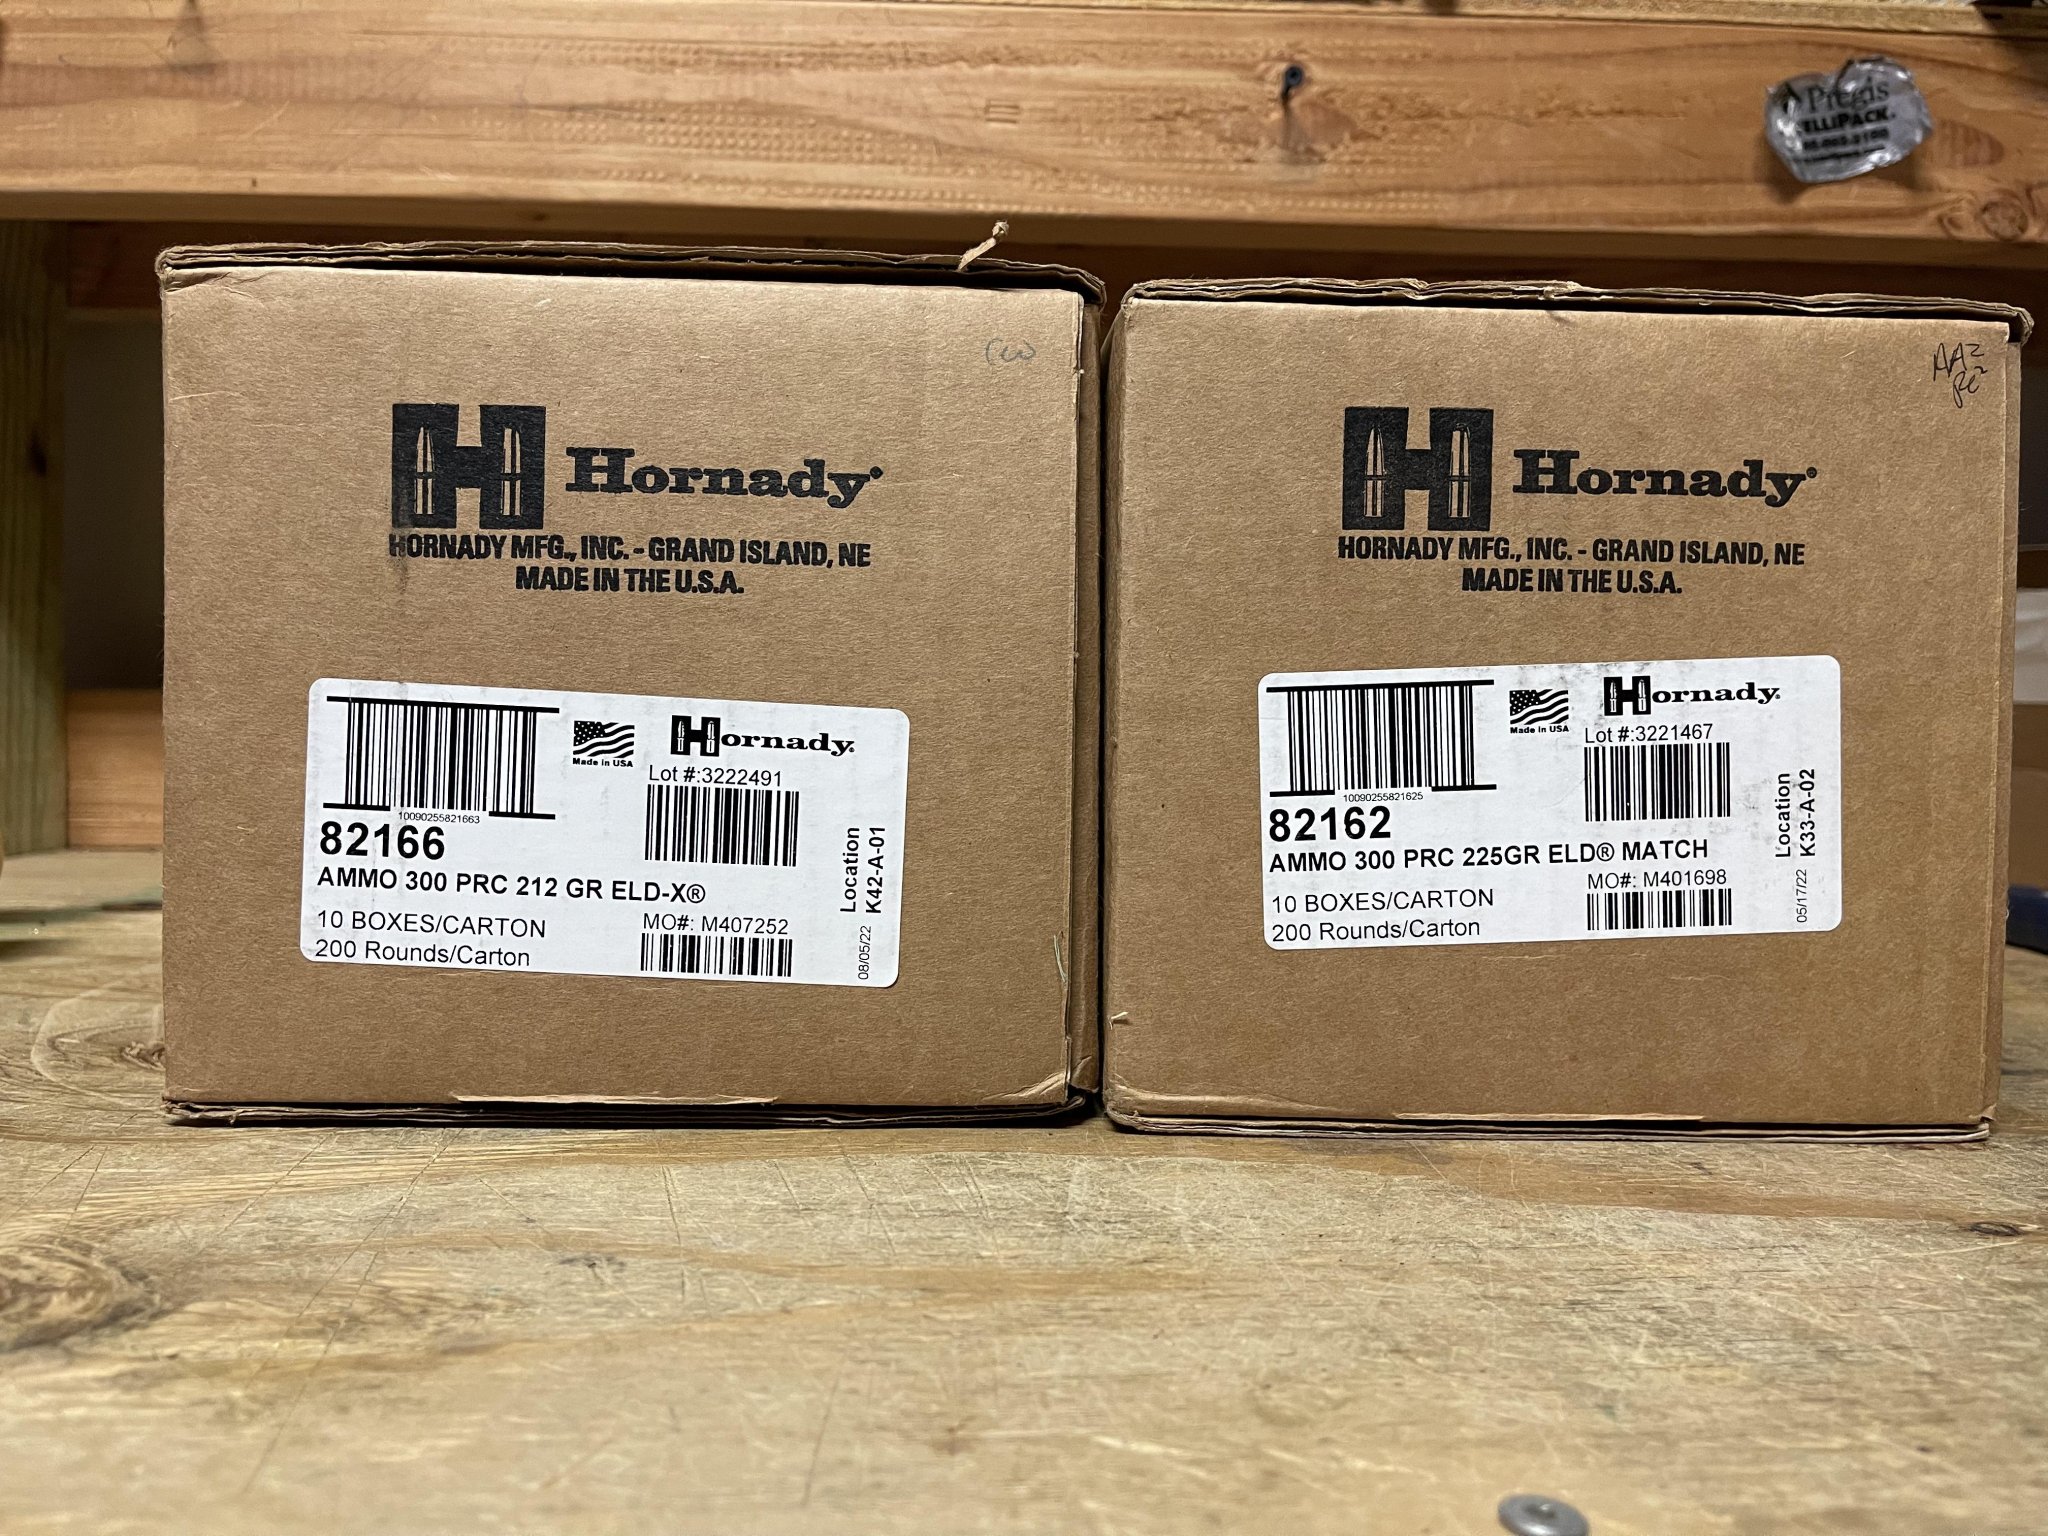 Pregis
Hornady®
HORNADY MFG., INC. - GRAND ISLAND, NE
MADE IN THE U.S.A.
10090255821663
Made in USA
Hornady.
Lot #:3222491
82166
AMMO 300 PRC 212 GR ELD-X®
10 BOXES/CARTON
200 Rounds/Carton
MO#: M407252
Location
K42-A-01
08/05/22
Hornady®
HORNADY MFG., INC. - GRAND ISLAND, NE
MADE IN THE U.S.A.
10090255821625
Made in USA
Hornady.
Lot #:3221467
82162
AMMO 300 PRC 225GR ELD® MATCH
10 BOXES/CARTON
200 Rounds/Carton
MO#: M401698
Location
K33-A-02
05/17/22